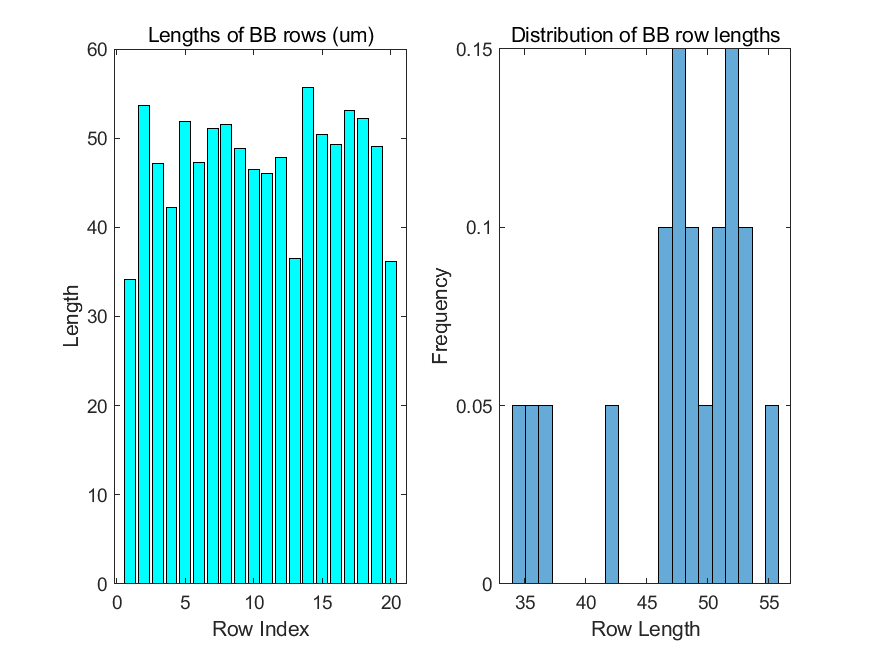 Lengths of BB rows (um)
60
50
40
30
20
10
0
Length
0 5 10 15 20
Row Index
Distribution of BB row lengths
0.15
0.1
0.05
0
Frequency
35 40 45 50 55
Row Length